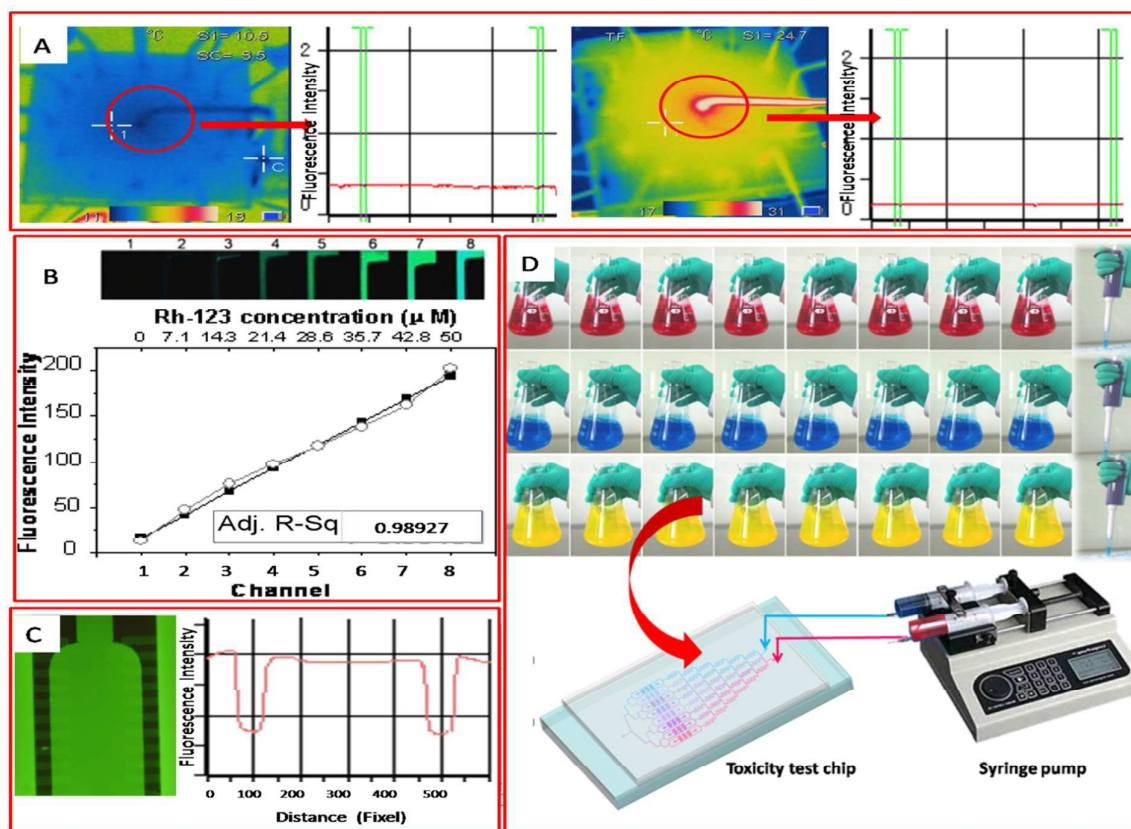 A
°C S1= 10.5
SC= 9.5
1
C
11 19
Fluorescence Intensity
2
0
TF °C S1= 24.7
1
17 31
Fluorescence Intensity
2
0
B
1 2 3 4 5 6 7 8
Rh-123 concentration (μ M)
0 7.1 14.3 21.4 28.6 35.7 42.8 50
Fluorescence Intensity
200
150
100
50
0
Adj. R-Sq 0.98927
1 2 3 4 5 6 7 8
Channel
C
Fluorescence Intensity
0 100 200 300 400 500
Distance (Fixel)
D
Toxicity test chip
Syringe pump